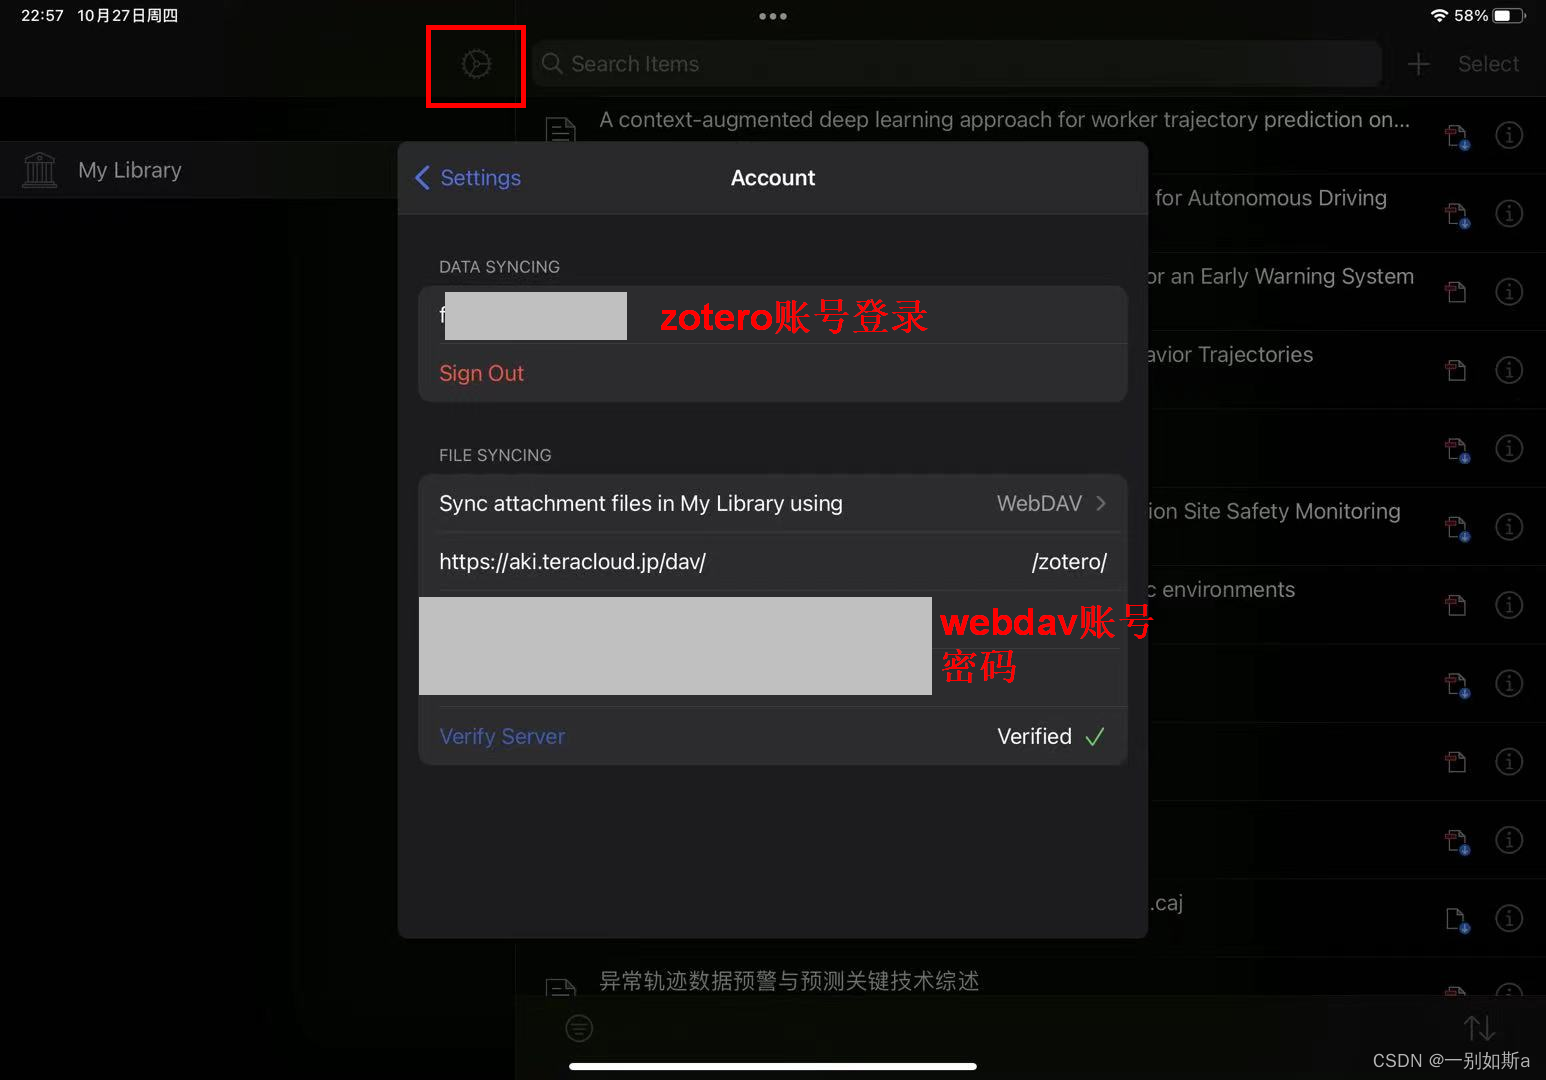 22:57 10月27日周四
58%
Search Items
Select
A context-augmented deep learning approach for worker trajectory prediction on...
My Library
Settings
Account
for Autonomous Driving
DATA SYNCING
or an Early Warning System
f
zotero账号登录
avior Trajectories
Sign Out
FILE SYNCING
Sync attachment files in My Library using WebDAV
ion Site Safety Monitoring
https://aki.teracloud.jp/dav/ /zotero/
c environments
webdav账号
密码
Verify Server Verified
.caj
异常轨迹数据预警与预测关键技术综述
CSDN @一别如斯a